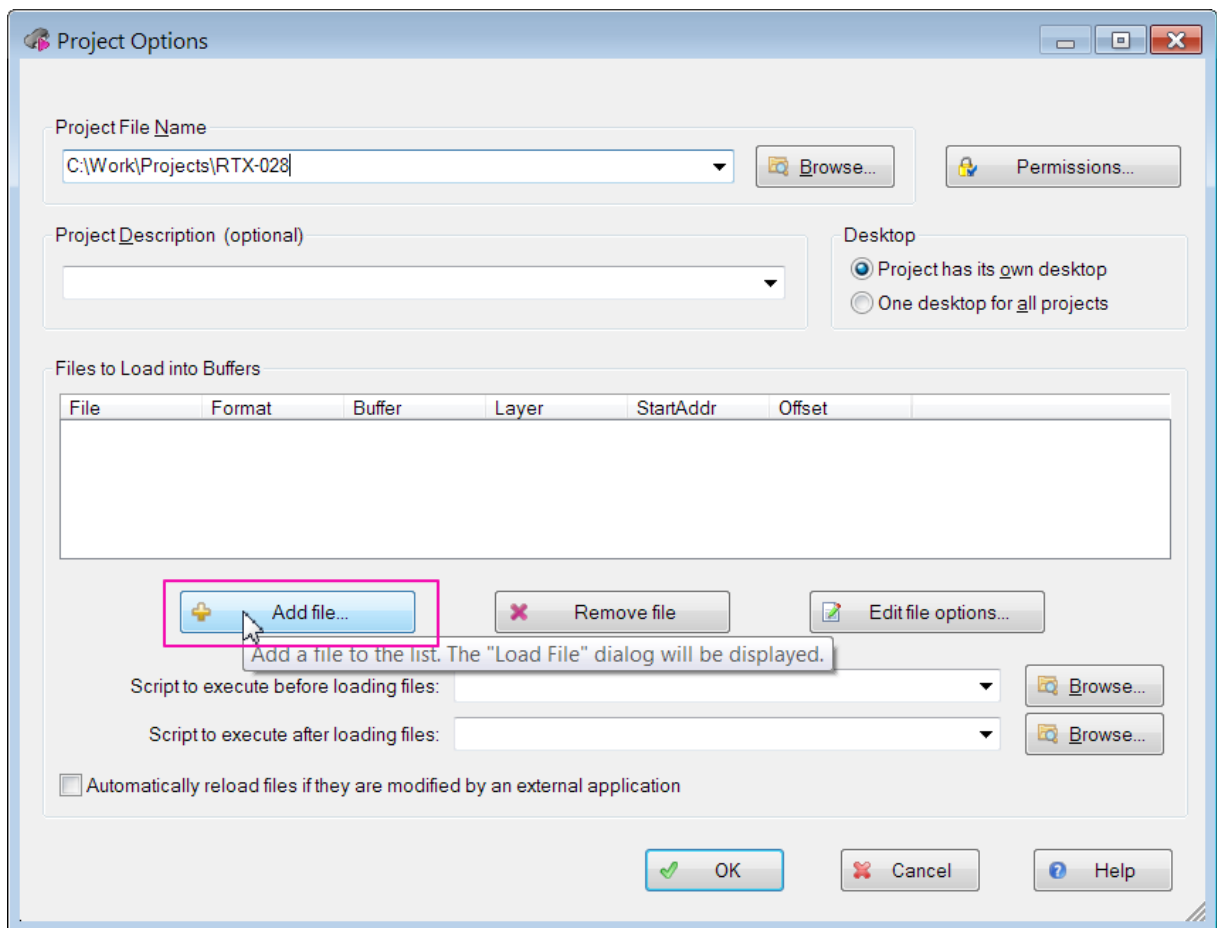 Project Options
Project File Name
C:\Work\Projects\RTX-028
Browse...
Permissions...
Project Description (optional)
Desktop
Project has its own desktop
One desktop for all projects
Files to Load into Buffers
File Format Buffer Layer StartAddr Offset
Add file... Remove file Edit file options...
Add a file to the list. The "Load File" dialog will be displayed.
Script to execute before loading files: Browse...
Script to execute after loading files: Browse...
Automatically reload files if they are modified by an external application
OK Cancel Help